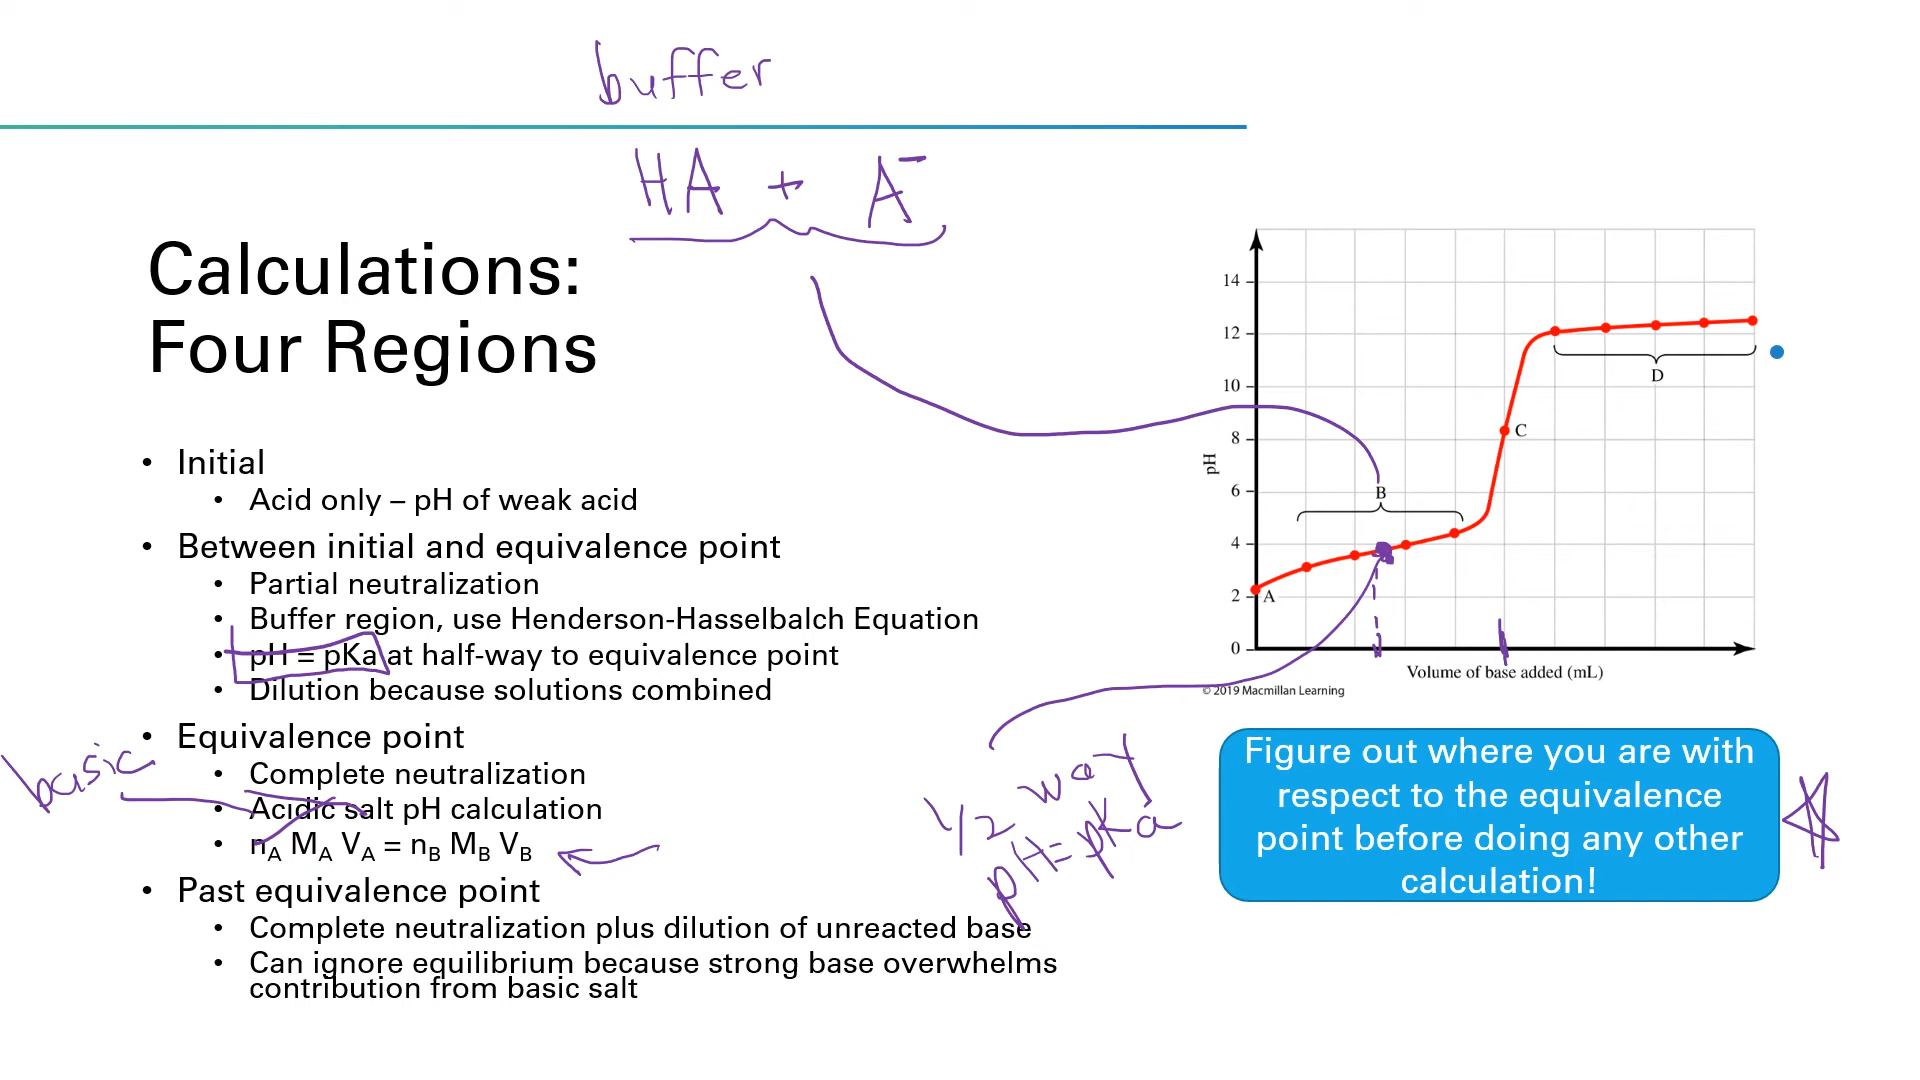 buffer
HA + A⁻
Calculations:
Four Regions
• Initial
• Acid only – pH of weak acid
• Between initial and equivalence point
• Partial neutralization
• Buffer region, use Henderson-Hasselbalch Equation
• pH = pKa at half-way to equivalence point
• Dilution because solutions combined
• Equivalence point
• Complete neutralization
basic
• Acidic salt pH calculation
• nA MA VA = nB MB VB
• Past equivalence point
• Complete neutralization plus dilution of unreacted base
• Can ignore equilibrium because strong base overwhelms
contribution from basic salt
1/2 way
pH = pKa
14
12
10
8
6
4
2
0
pH
A
B
C
D
Volume of base added (mL)
© 2019 Macmillan Learning
Figure out where you are with
respect to the equivalence
point before doing any other
calculation!